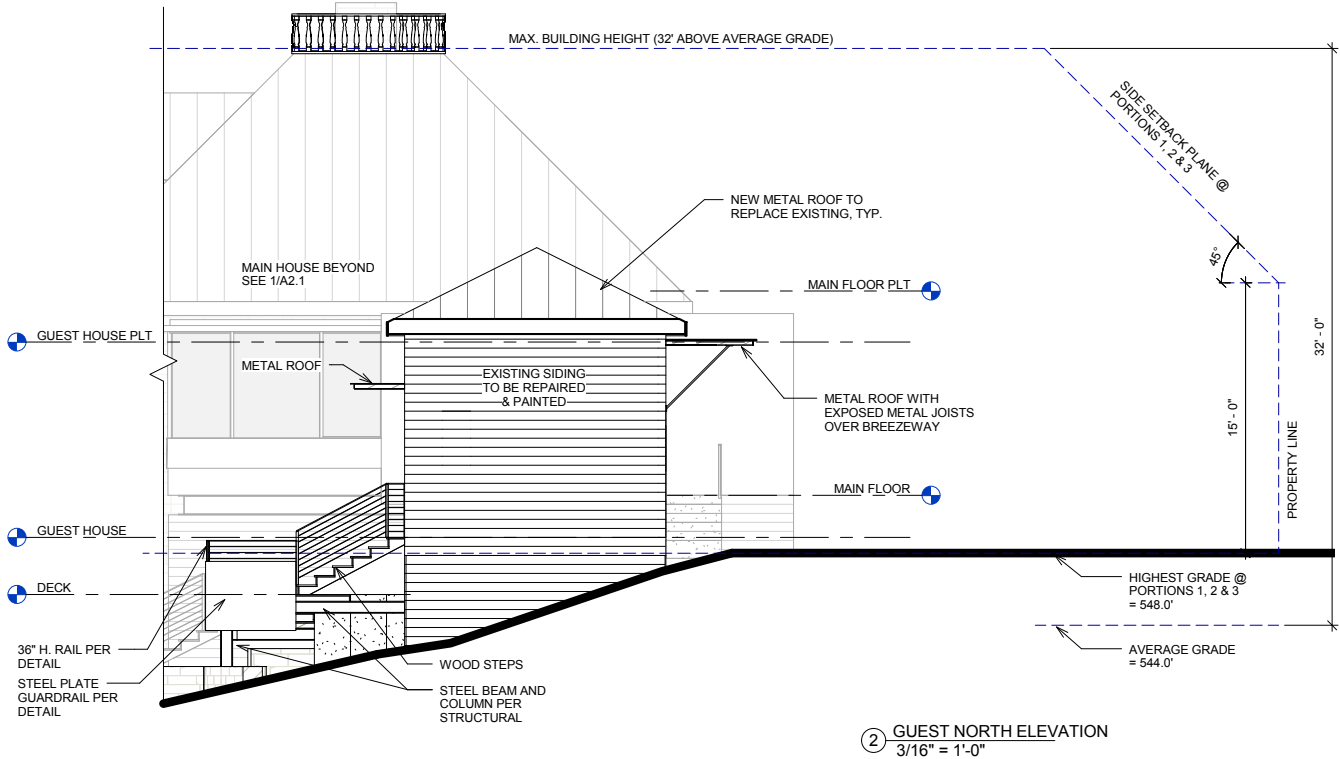 MAX. BUILDING HEIGHT (32' ABOVE AVERAGE GRADE)
SIDE SETBACK PLANE @
PORTIONS 1, 2 & 3
NEW METAL ROOF TO
REPLACE EXISTING, TYP.
45°
MAIN HOUSE BEYOND
SEE 1/A2.1
MAIN FLOOR PLT
GUEST HOUSE PLT
32' - 0"
METAL ROOF
EXISTING SIDING
TO BE REPAIRED
& PAINTED
METAL ROOF WITH
EXPOSED METAL JOISTS
OVER BREEZEWAY
15' - 0"
PROPERTY LINE
MAIN FLOOR
GUEST HOUSE
DECK
HIGHEST GRADE @
PORTIONS 1, 2 & 3
= 548.0'
36" H. RAIL PER
DETAIL
STEEL PLATE
GUARDRAIL PER
DETAIL
WOOD STEPS
STEEL BEAM AND
COLUMN PER
STRUCTURAL
AVERAGE GRADE
= 544.0'
2
GUEST NORTH ELEVATION
3/16" = 1'-0"